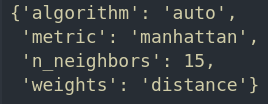 {'algorithm': 'auto',
 'metric': 'manhattan',
 'n_neighbors': 15,
 'weights': 'distance'}